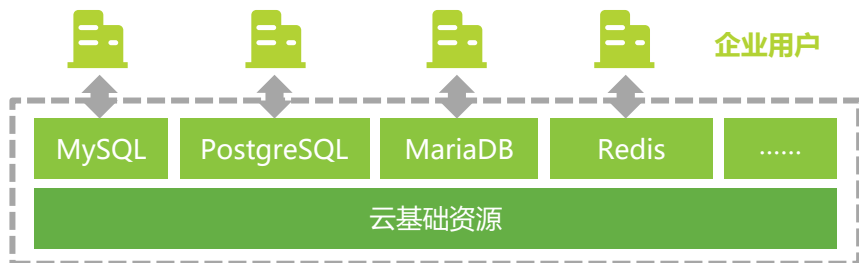 企业用户
MySQL
PostgreSQL
MariaDB
Redis
......
云基础资源